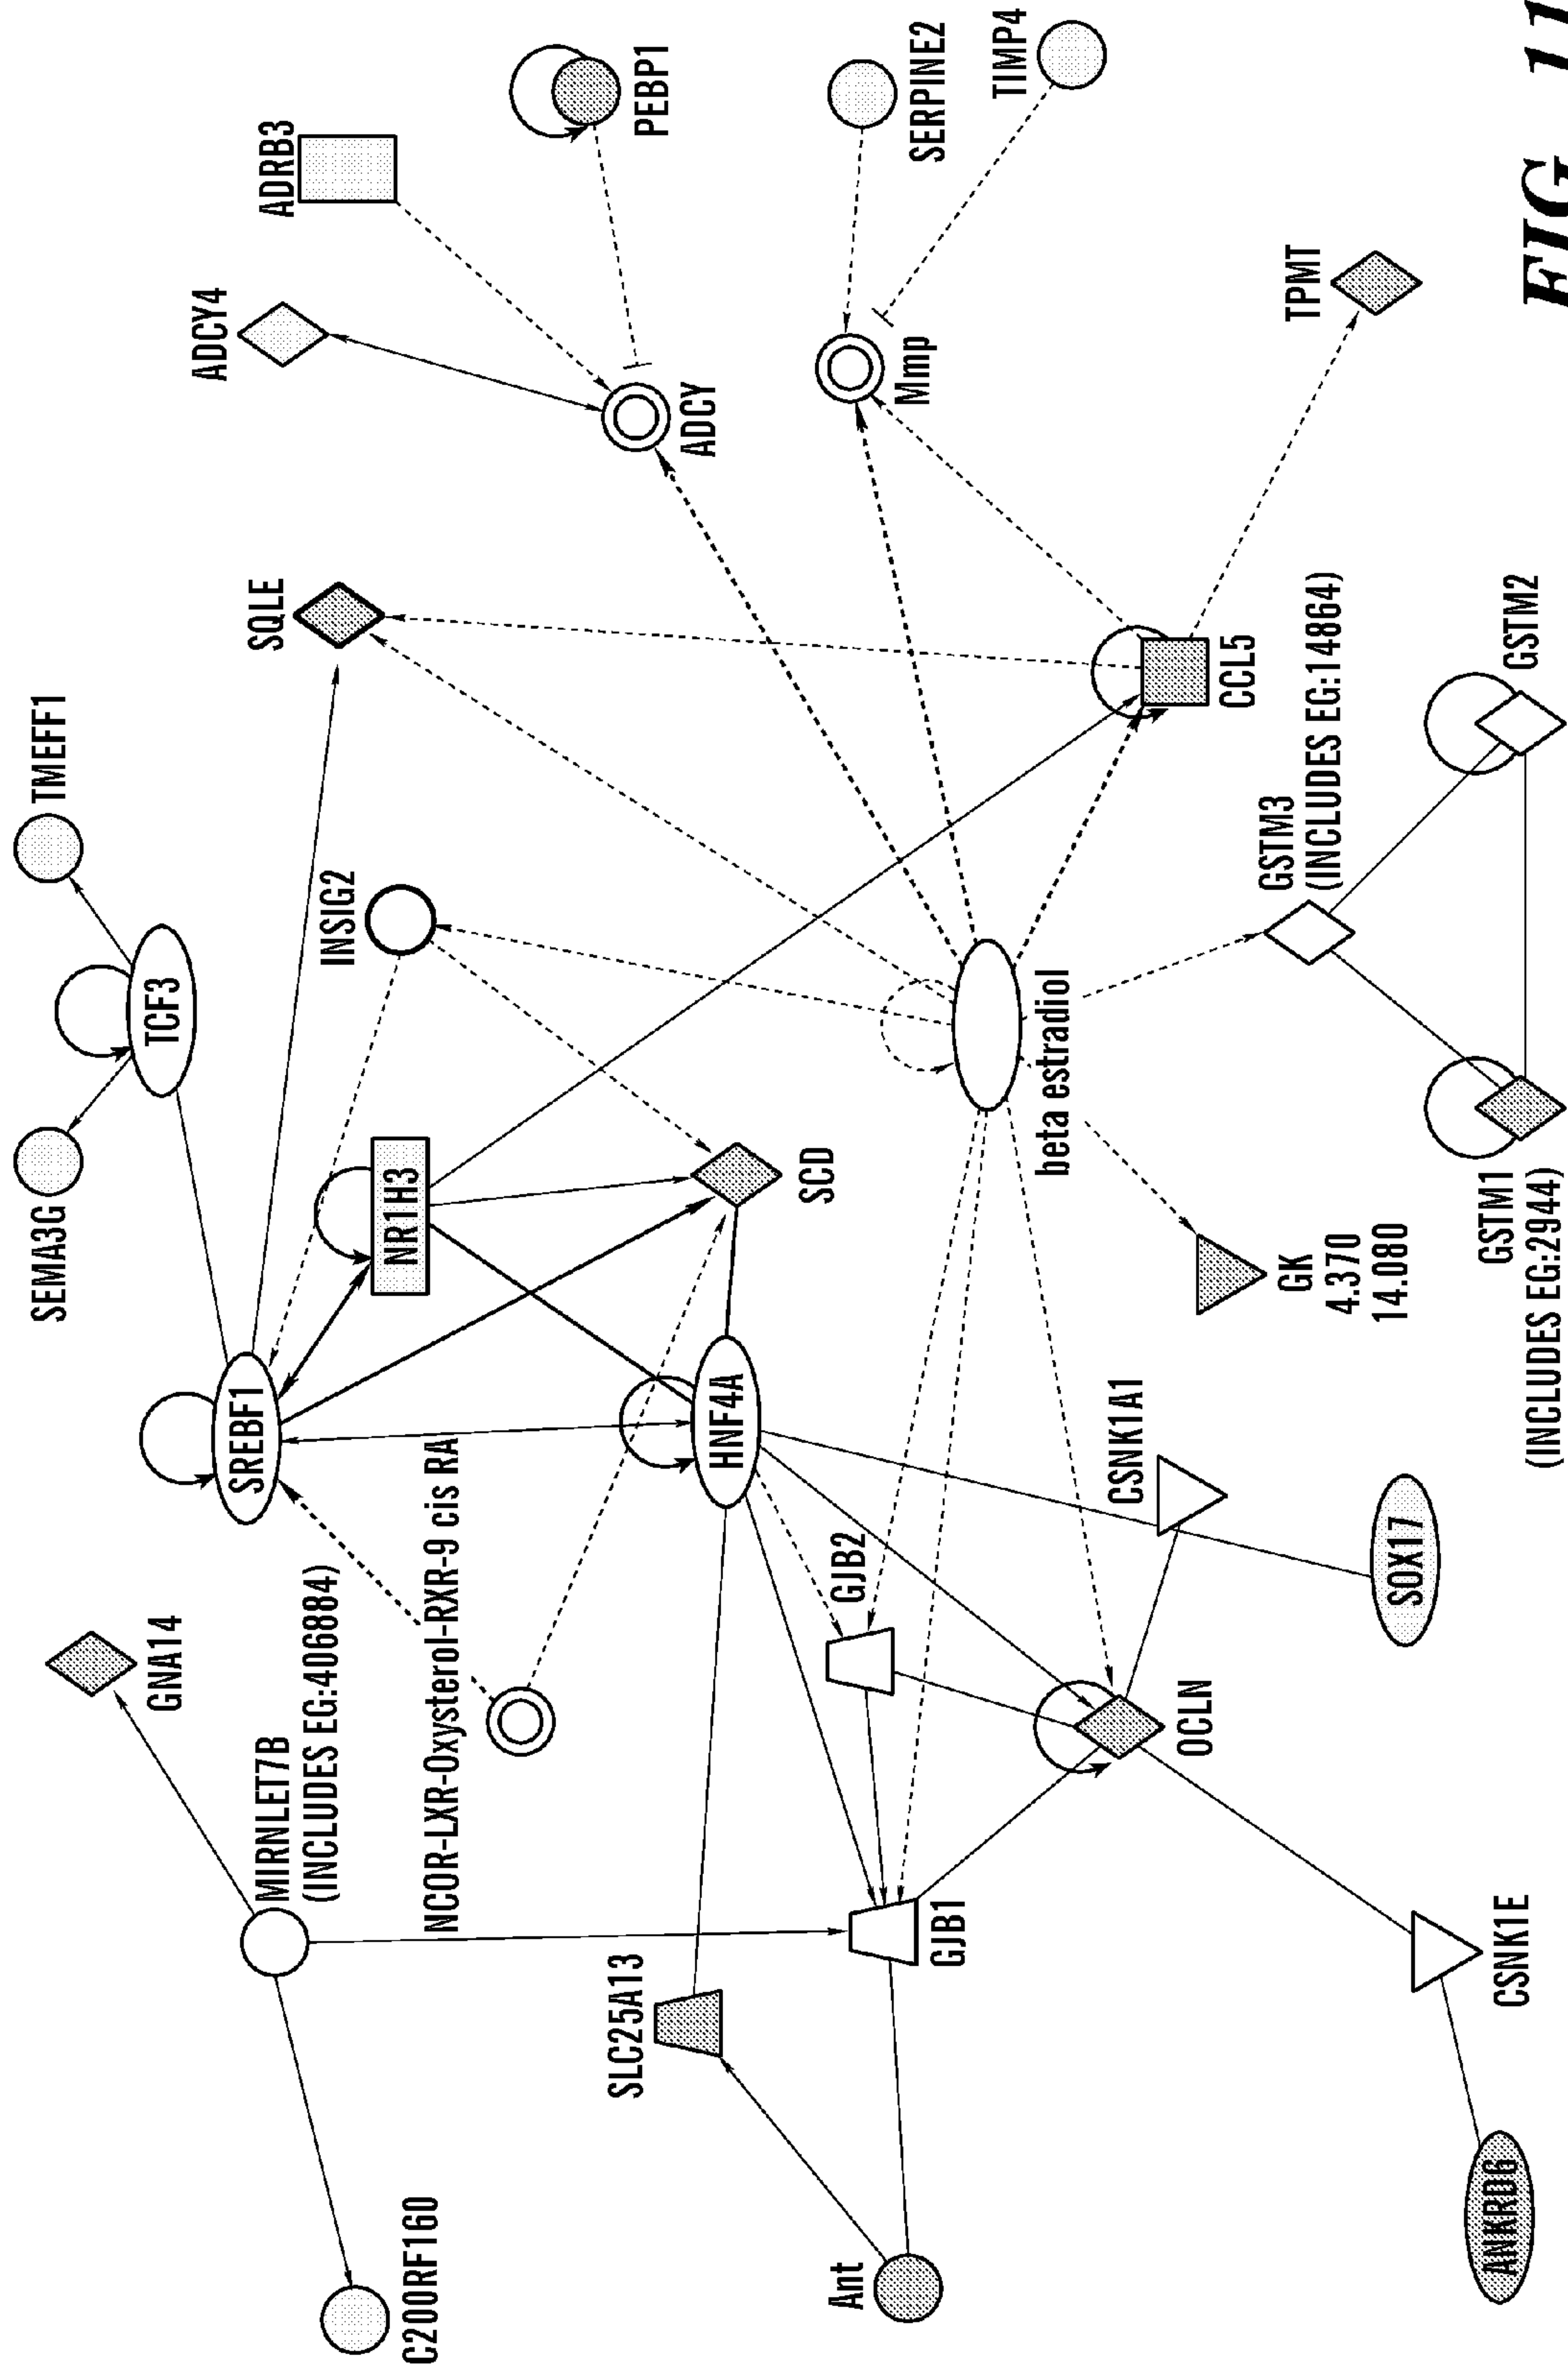 C200RF160
MIRNLET7B
(INCLUDES EG:406884)
GNA14
SEMA3G
TMEFF1
TCF3
SREBF1
INSIG2
SQLE
ADCY4
ADRB3
NR1H3
NCOR-LXR-Oxysterol-RXR-9 cis RA
PEBP1
SLC25A13
HNF4A
SCD
ADCY
Ant
GJB1
GJB2
beta estradiol
Mmp
SERPINE2
TIMP4
OCLN
CSNK1A1
CCL5
TPMT
GK
4.370
14.080
GSTM3
(INCLUDES EG:14864)
ANKRD6
CSNK1E
SOX17
GSTM1
(INCLUDES EG:2944)
GSTM2
FIG. 11